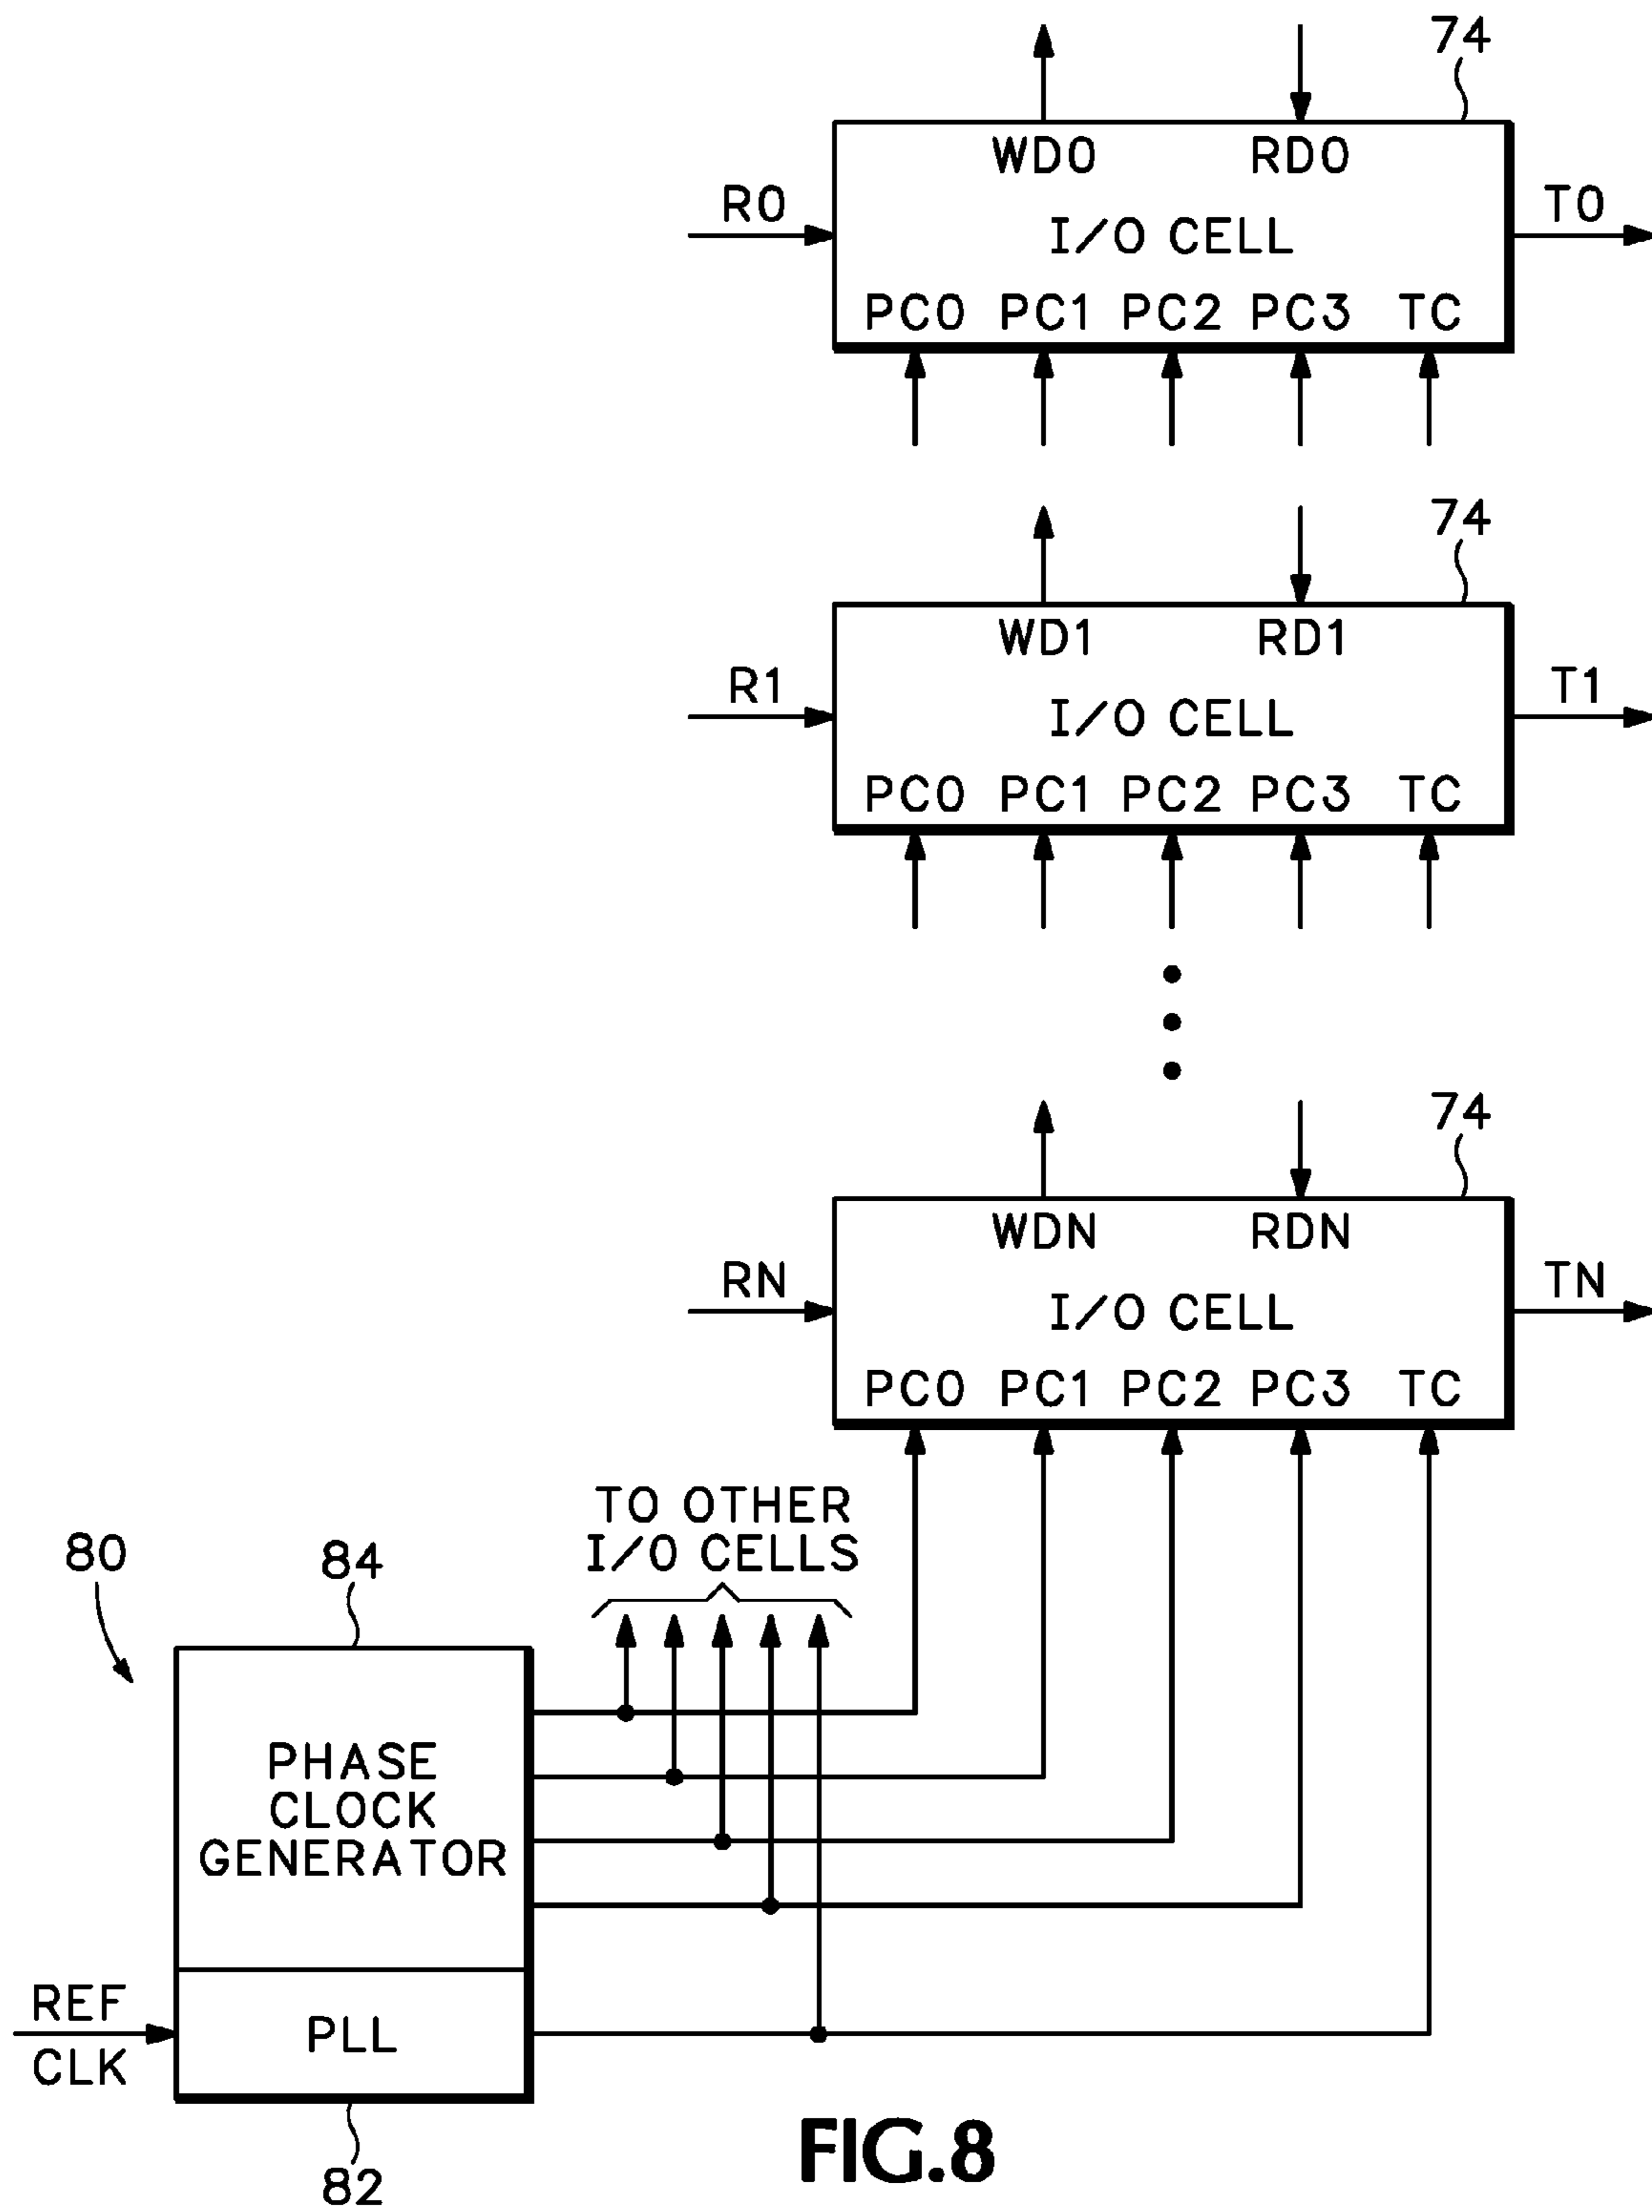 74
WD0 RD0
R0 I/O CELL T0
PC0 PC1 PC2 PC3 TC
74
WD1 RD1
R1 I/O CELL T1
PC0 PC1 PC2 PC3 TC
74
WDN RDN
RN I/O CELL TN
PC0 PC1 PC2 PC3 TC
TO OTHER
I/O CELLS
80
84
PHASE
CLOCK
GENERATOR
REF
CLK
PLL
82
FIG.8